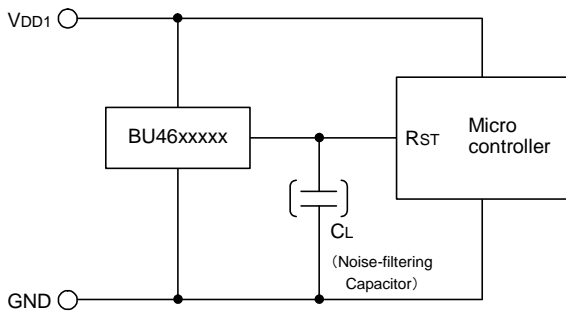 VDD1
BU46xxxxx
RST
Micro
controller
CL
（Noise-filtering
Capacitor）
GND